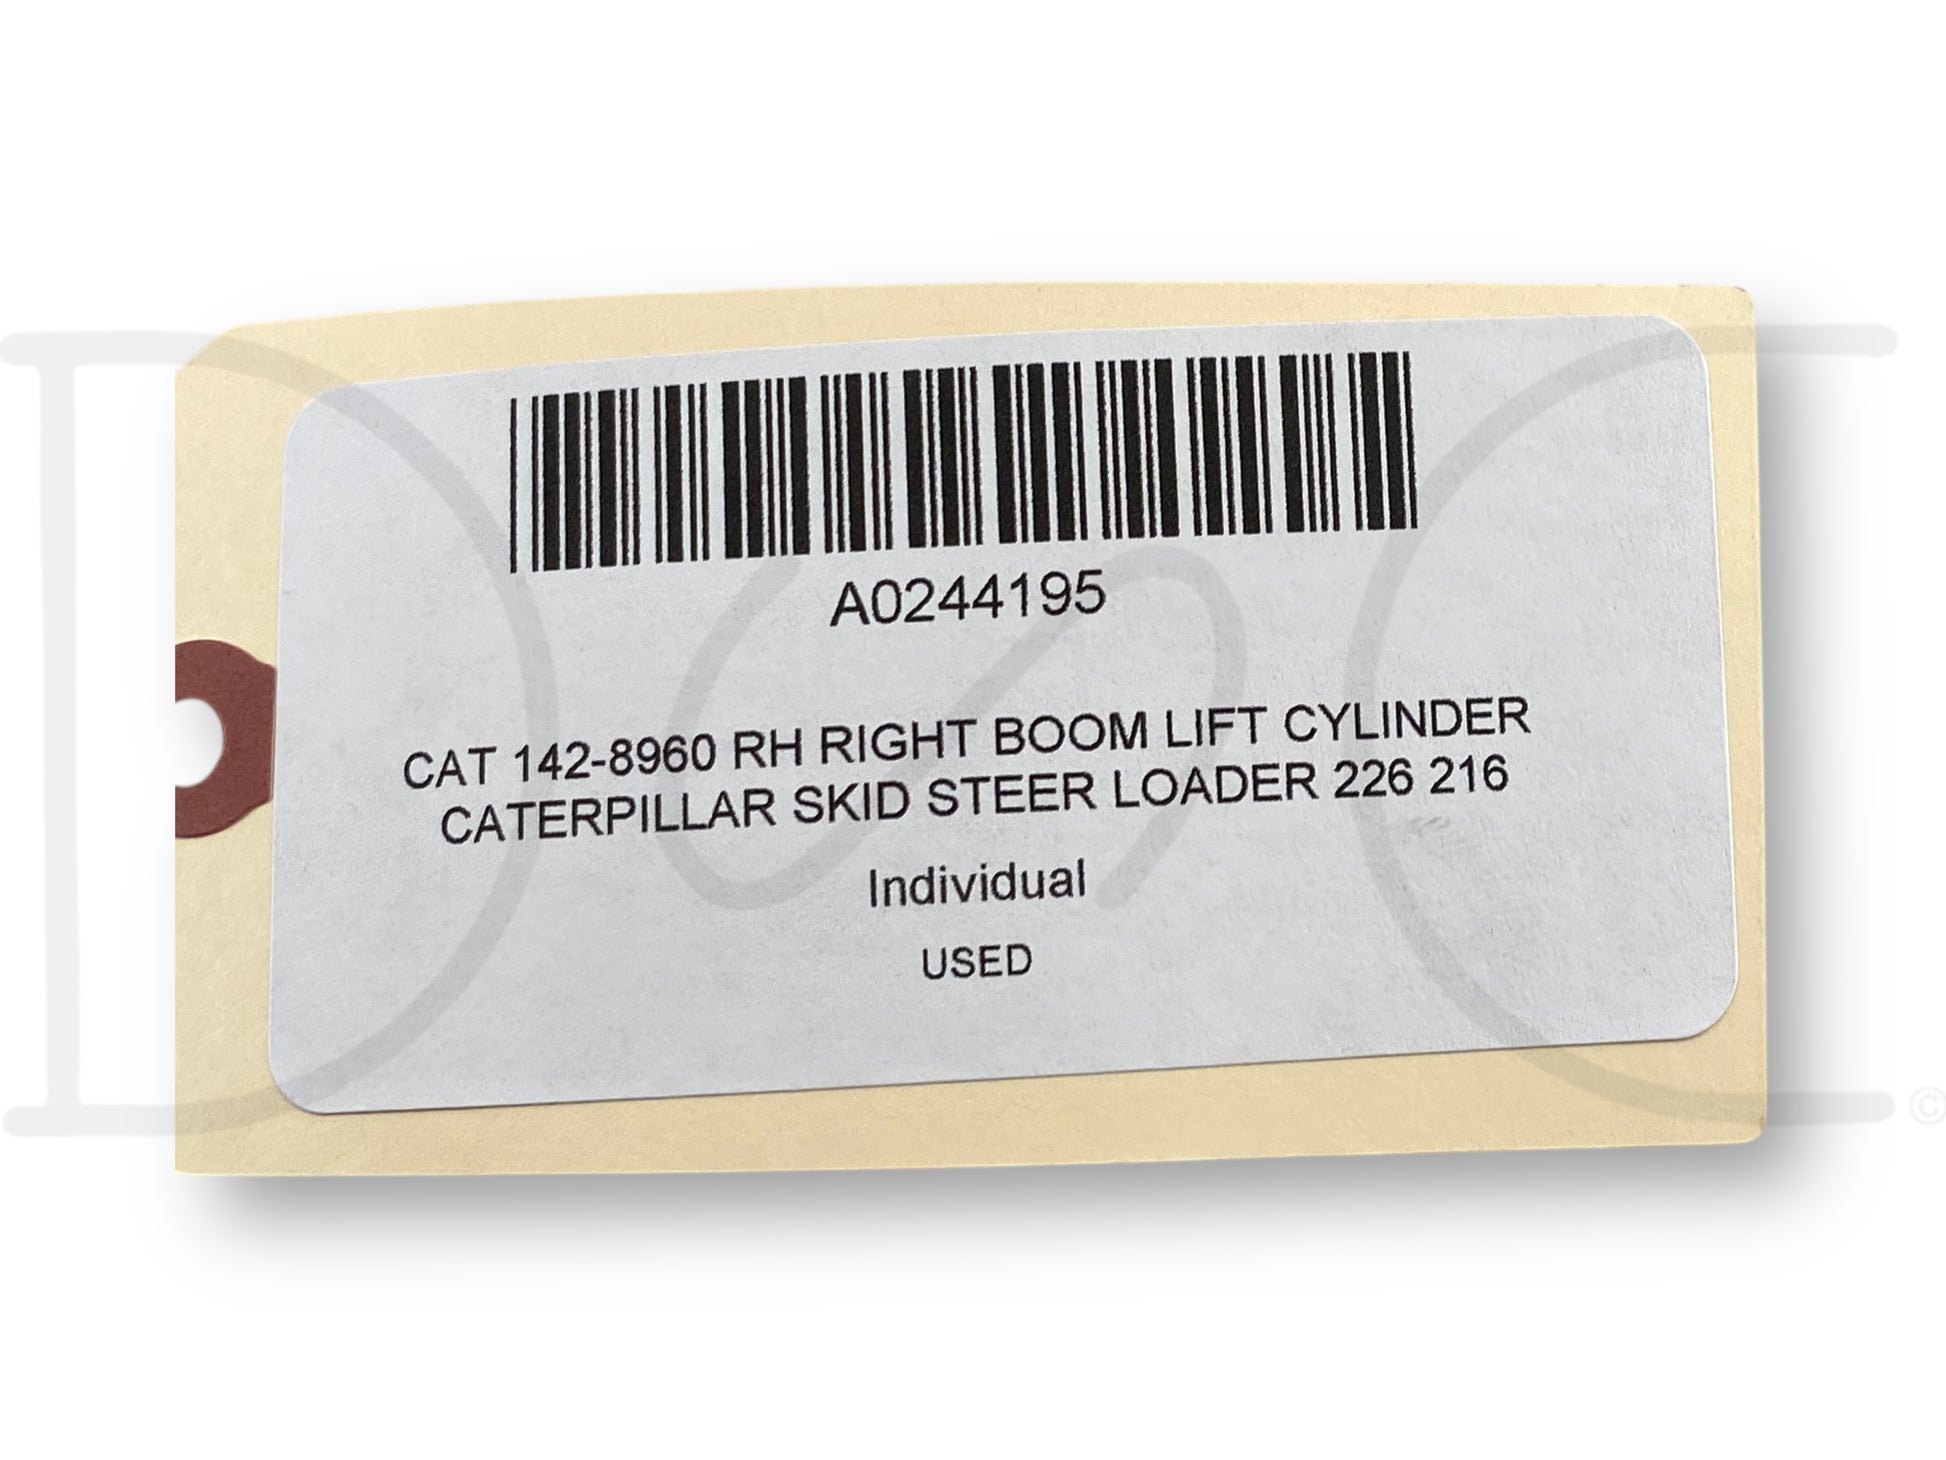 A0244195
CAT 142-8960 RH RIGHT BOOM LIFT CYLINDER
CATERPILLAR SKID STEER LOADER 226 216
Individual
USED
©